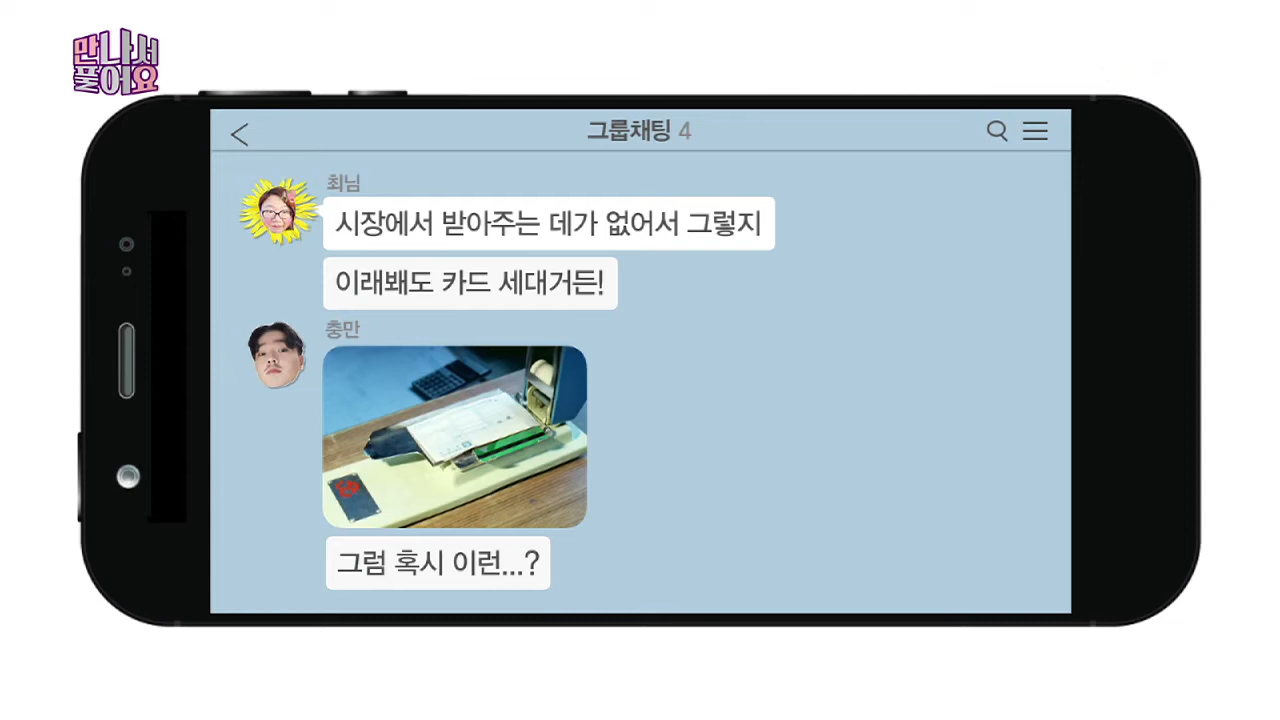 만나서
풀어요
그룹채팅 4
최님
시장에서 받아주는 데가 없어서 그렇지
이래봬도 카드 세대거든!
충만
그럼 혹시 이런...?